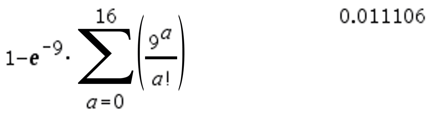 1-e^-9 · ∑_{a=0}^{16} (9^a/a!) 0.011106